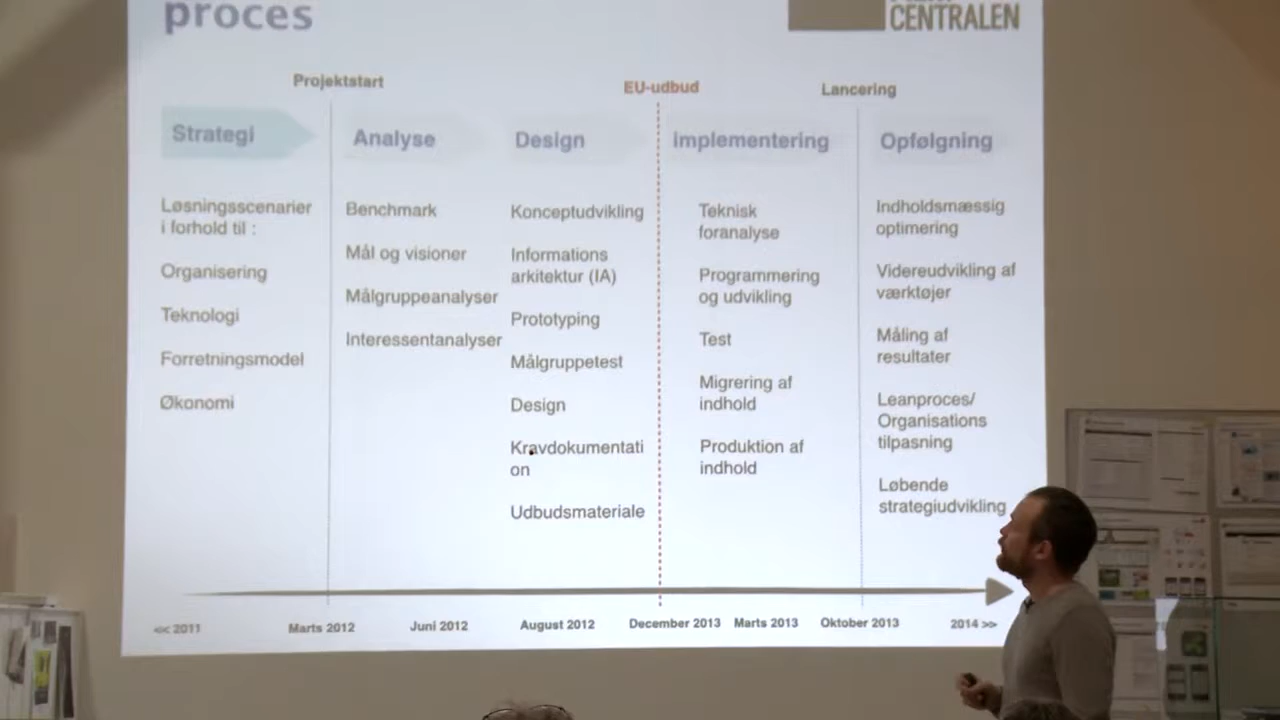 proces
CENTRALEN
Projektstart
EU-udbud
Lancering
Strategi
Analyse
Design
Implementering
Opfølgning
Løsningsscenarier
i forhold til :
Organisering
Teknologi
Forretningsmodel
Økonomi
Benchmark
Mål og visioner
Målgruppeanalyser
Interessentanalyser
Konceptudvikling
Informations
arkitektur (IA)
Prototyping
Målgruppetest
Design
Kravdokumentati
on
Udbudsmateriale
Teknisk
foranalyse
Programmering
og udvikling
Test
Migrering af
indhold
Produktion af
indhold
Indholdsmæssig
optimering
Videreudvikling af
værktøjer
Måling af
resultater
Leanproces/
Organisations
tilpasning
Løbende
strategiudvikling
<< 2011
Marts 2012
Juni 2012
August 2012
December 2013
Marts 2013
Oktober 2013
2014 >>